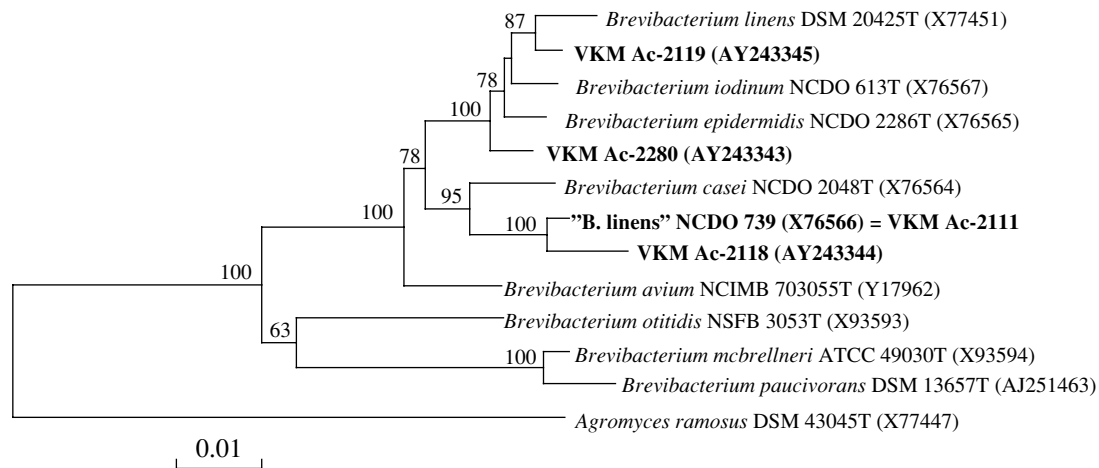 87 Brevibacterium linens DSM 20425T (X77451)
VKM Ac-2119 (AY243345)
78 Brevibacterium iodinum NCDO 613T (X76567)
100 Brevibacterium epidermidis NCDO 2286T (X76565)
78 VKM Ac-2280 (AY243343)
95 Brevibacterium casei NCDO 2048T (X76564)
100 100 ”B. linens” NCDO 739 (X76566) = VKM Ac-2111
VKM Ac-2118 (AY243344)
100 Brevibacterium avium NCIMB 703055T (Y17962)
63 Brevibacterium otitidis NSFB 3053T (X93593)
100 Brevibacterium mcbrellneri ATCC 49030T (X93594)
Brevibacterium paucivorans DSM 13657T (AJ251463)
Agromyces ramosus DSM 43045T (X77447)
0.01